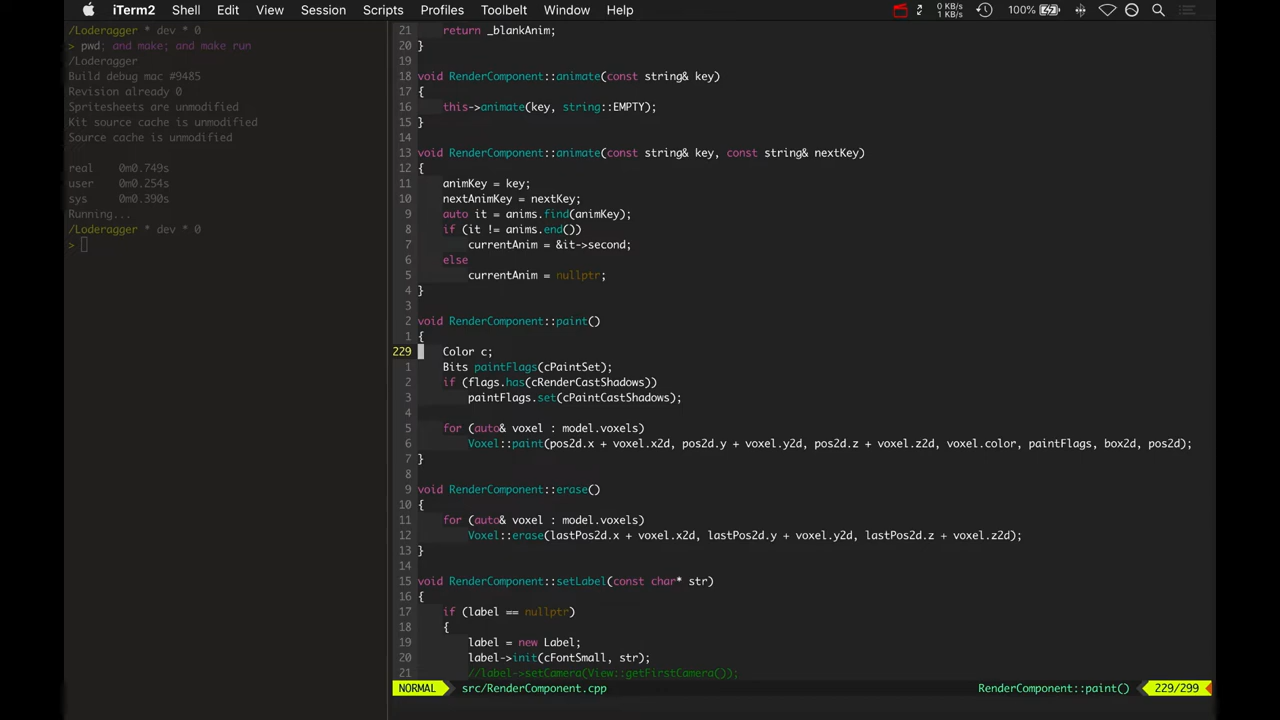 iTerm2 Shell Edit View Session Scripts Profiles Toolbelt Window Help 0 KB/s 1 KB/s 100%
/Loderagger * dev * 0
> pwd; and make; and make run
/Loderagger
Build debug mac #9485
Revision already 0
Spritesheets are unmodified
Kit source cache is unmodified
Source cache is unmodified
real 0m0.749s
user 0m0.254s
sys 0m0.390s
Running...
/Loderagger * dev * 0
>
21 return _blankAnim;
20 }
19
18 void RenderComponent::animate(const string& key)
17 {
16 this->animate(key, string::EMPTY);
15 }
14
13 void RenderComponent::animate(const string& key, const string& nextKey)
12 {
11 animKey = key;
10 nextAnimKey = nextKey;
9 auto it = anims.find(animKey);
8 if (it != anims.end())
7 currentAnim = &it->second;
6 else
5 currentAnim = nullptr;
4 }
3
2 void RenderComponent::paint()
1 {
229 Color c;
1 Bits paintFlags(cPaintSet);
2 if (flags.has(cRenderCastShadows))
3 paintFlags.set(cPaintCastShadows);
4
5 for (auto& voxel : model.voxels)
6 Voxel::paint(pos2d.x + voxel.x2d, pos2d.y + voxel.y2d, pos2d.z + voxel.z2d, voxel.color, paintFlags, box2d, pos2d);
7 }
8
9 void RenderComponent::erase()
10 {
11 for (auto& voxel : model.voxels)
12 Voxel::erase(lastPos2d.x + voxel.x2d, lastPos2d.y + voxel.y2d, lastPos2d.z + voxel.z2d);
13 }
14
15 void RenderComponent::setLabel(const char* str)
16 {
17 if (label == nullptr)
18 {
19 label = new Label;
20 label->init(cFontSmall, str);
21 //label->setCamera(View::getFirstCamera());
NORMAL src/RenderComponent.cpp RenderComponent::paint() 229/299